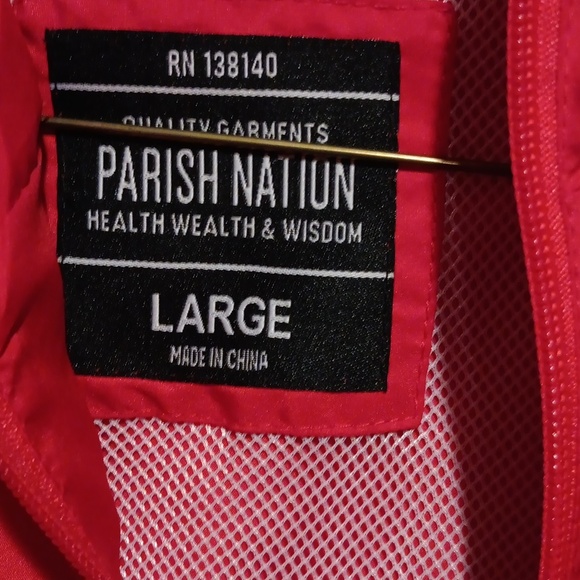 RN 138140
QUALITY GARMENTS
PARISH NATION
HEALTH WEALTH & WISDOM
LARGE
MADE IN CHINA